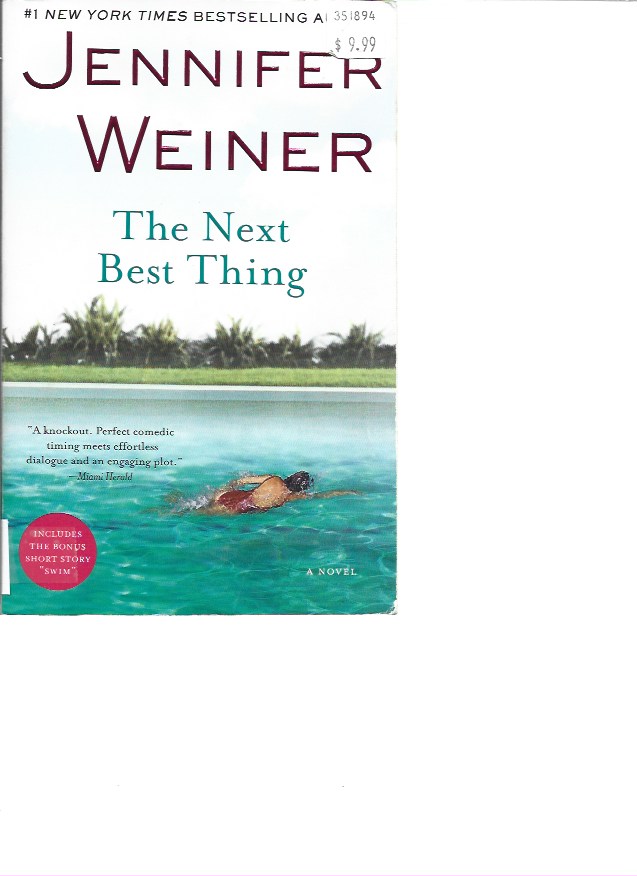 #1 NEW YORK TIMES BESTSELLING A
351894
$ 9.99
JENNIFER
WEINER
The Next
Best Thing
"A knockout. Perfect comedic
timing meets effortless
dialogue and an engaging plot."
—Miami Herald
INCLUDES
THE BONUS
SHORT STORY
"SWIM"
A NOVEL